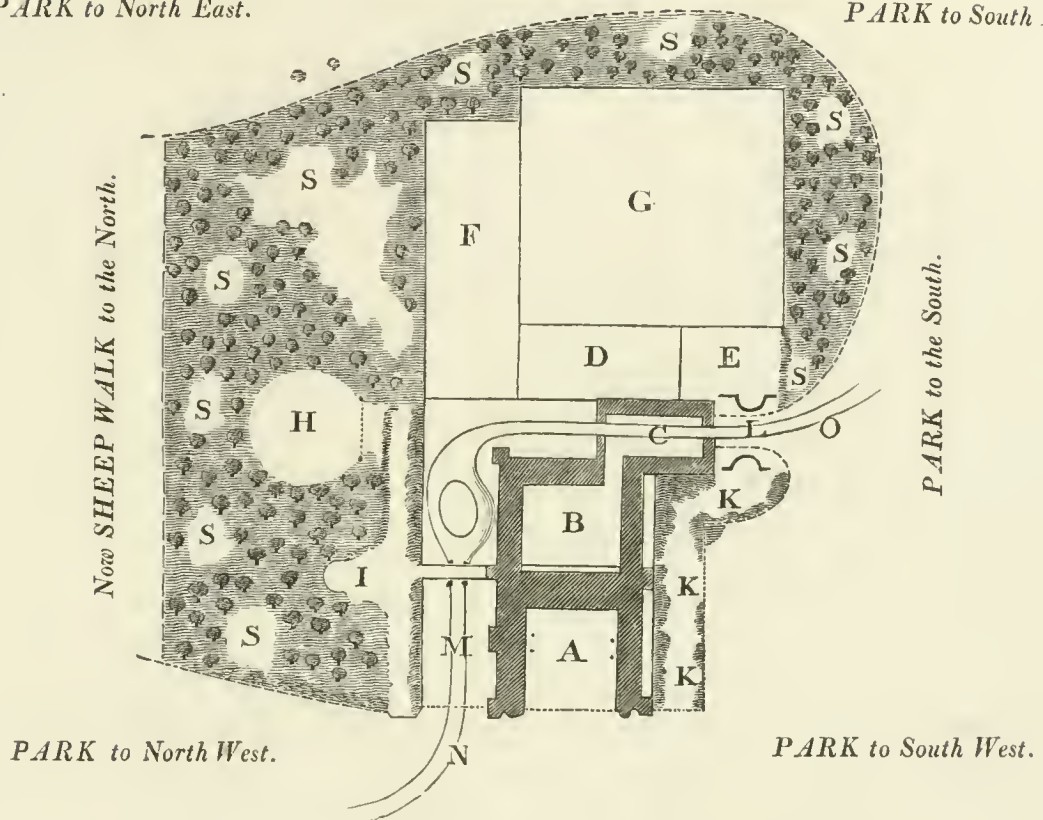 PARK to North East.
PARK to South
S
S
S
S
G
F
S
S
Now SHEEP WALK to the North.
PARK to the South.
D
E
S
S
H
C
L
O
K
B
S
I
K
S
M
A
K
PARK to North West.
N
PARK to South West.